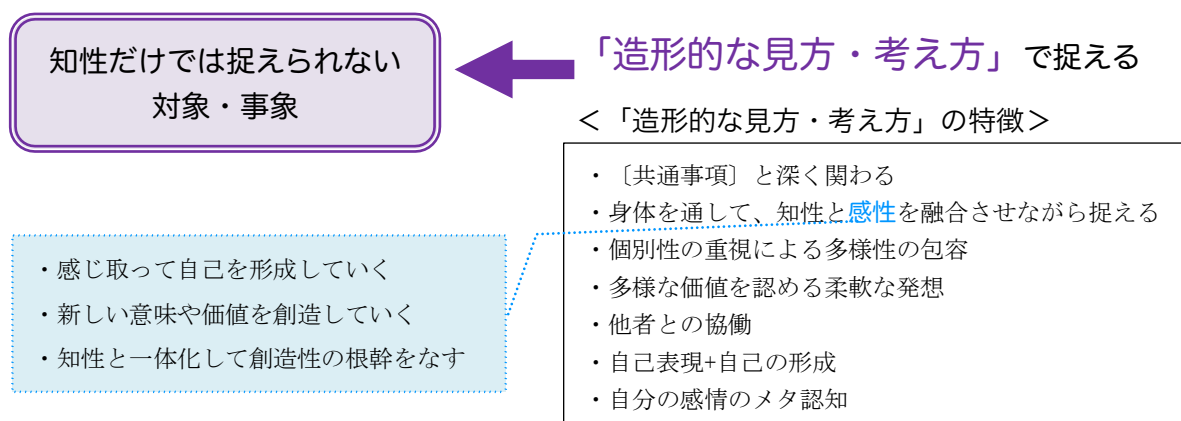 知性だけでは捉えられない
対象・事象
「造形的な見方・考え方」で捉える
＜「造形的な見方・考え方」の特徴＞
・〔共通事項〕と深く関わる
・身体を通して、知性と感性を融合させながら捉える
・個別性の重視による多様性の包容
・多様な価値を認める柔軟な発想
・他者との協働
・自己表現+自己の形成
・自分の感情のメタ認知
・感じ取って自己を形成していく
・新しい意味や価値を創造していく
・知性と一体化して創造性の根幹をなす